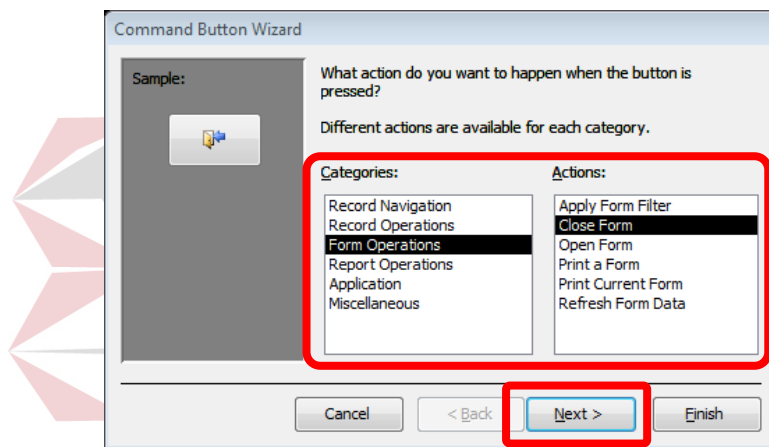 Command Button Wizard
Sample:
What action do you want to happen when the button is
pressed?
Different actions are available for each category.
Categories:
Actions:
Record Navigation
Record Operations
Form Operations
Report Operations
Application
Miscellaneous
Apply Form Filter
Close Form
Open Form
Print a Form
Print Current Form
Refresh Form Data
Cancel
< Back
Next >
Finish